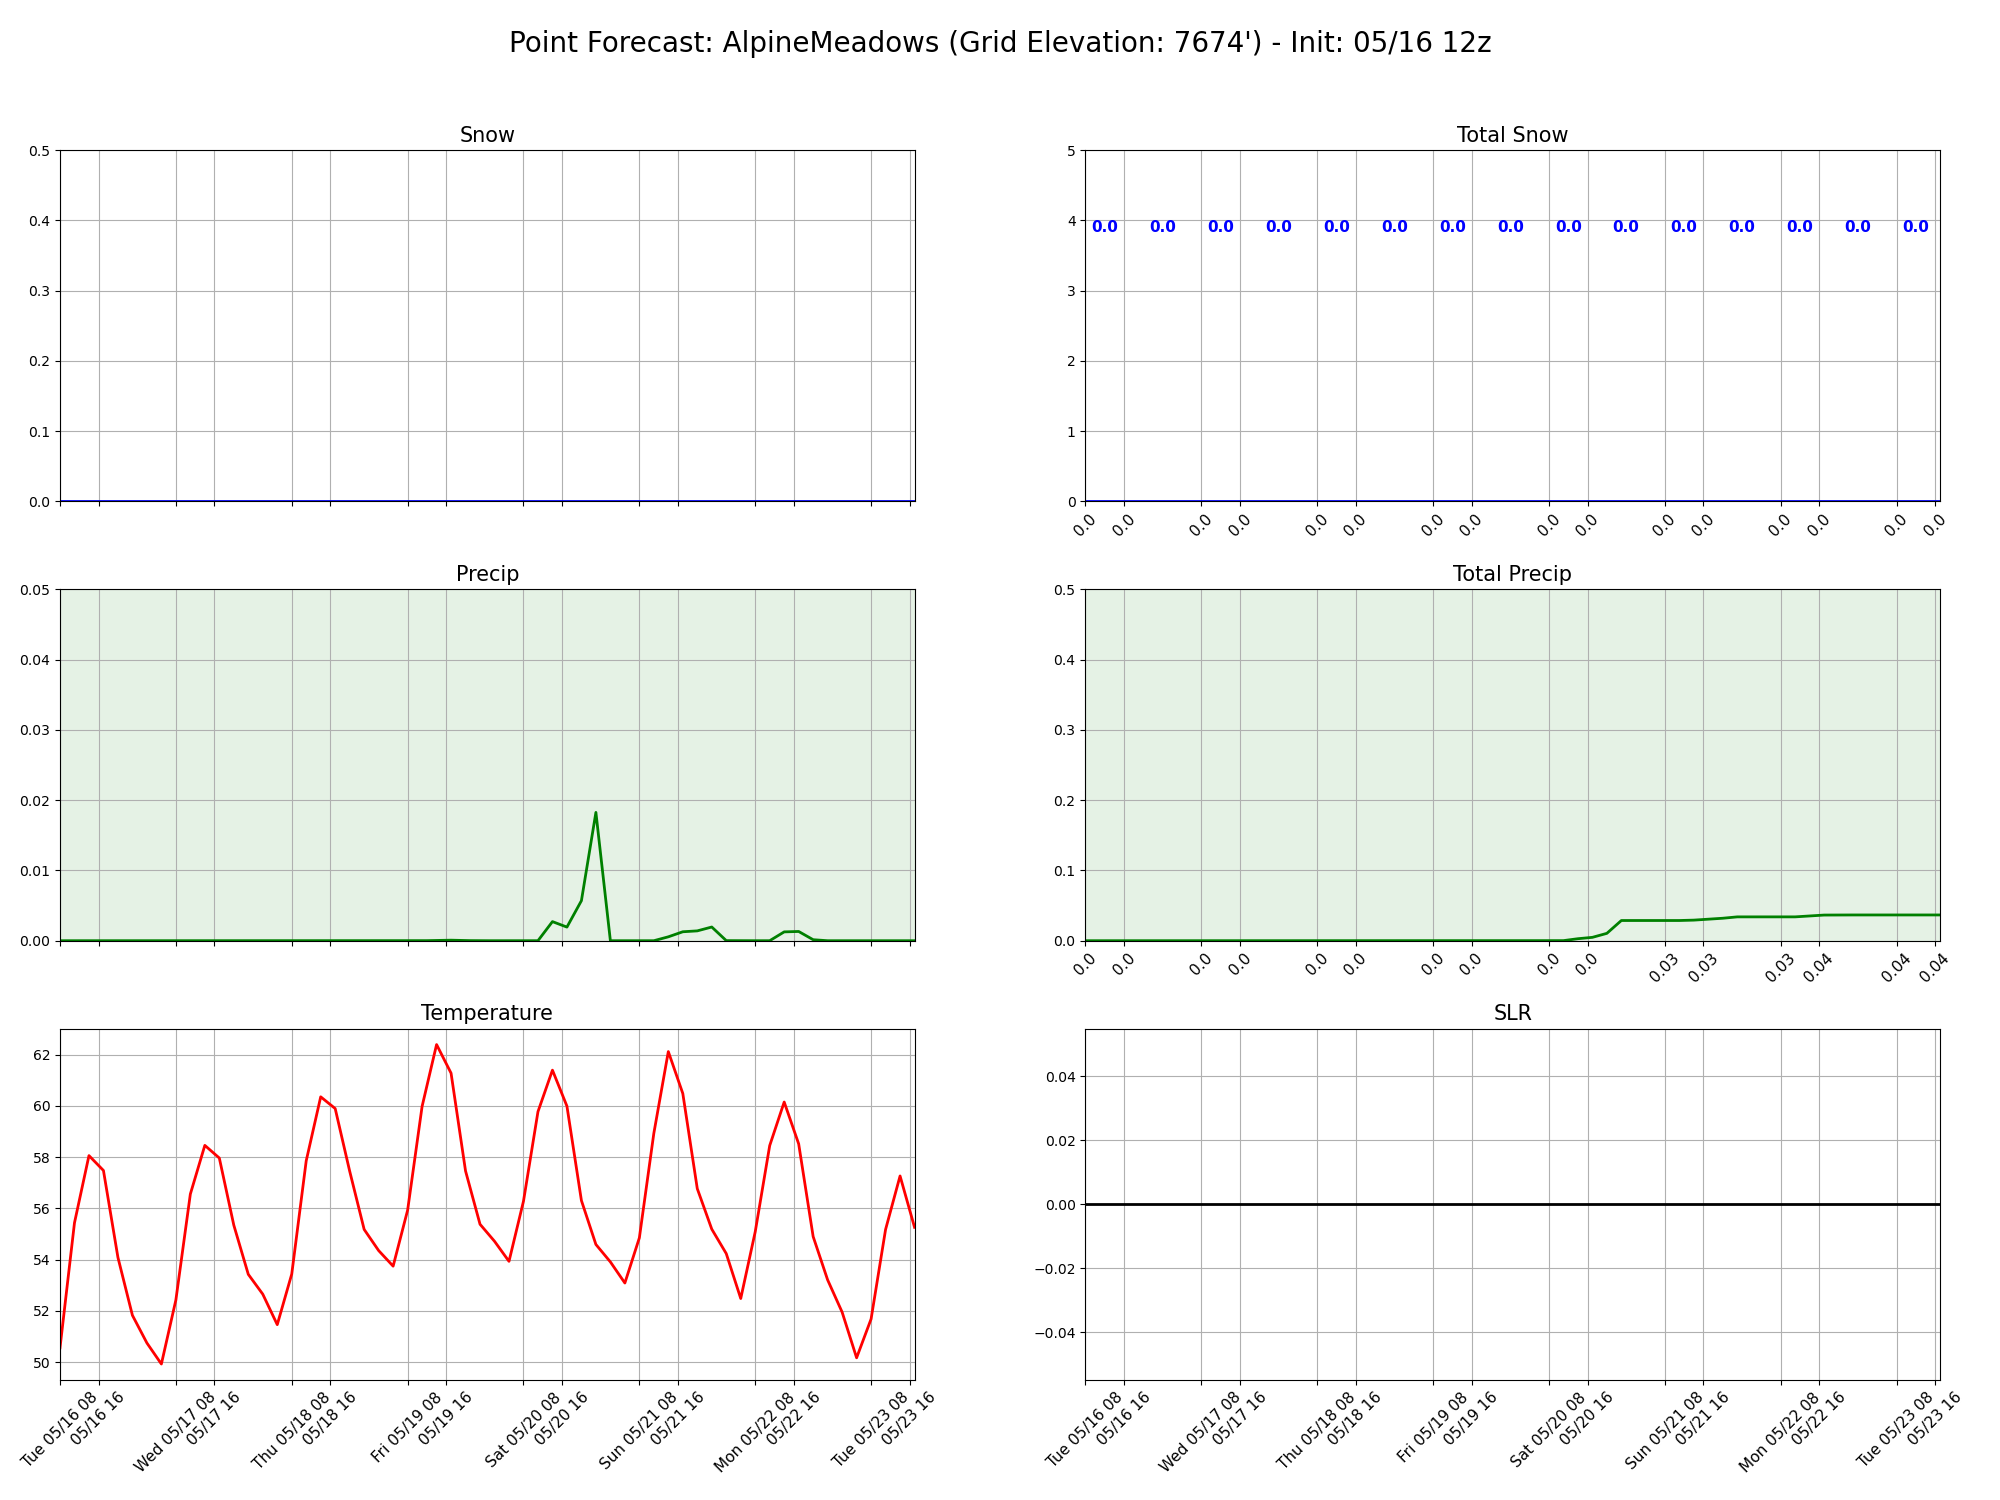 Point Forecast: AlpineMeadows (Grid Elevation: 7674') - Init: 05/16 12z
Snow
0.5
0.4
0.3
0.2
0.1
0.0
Total Snow
5
4
3
2
1
0
0.0 0.0 0.0 0.0 0.0 0.0 0.0 0.0 0.0 0.0 0.0 0.0 0.0 0.0 0.0
0.0 0.0 0.0 0.0 0.0 0.0 0.0 0.0 0.0 0.0 0.0 0.0 0.0 0.0 0.0 0.0
Precip
0.05
0.04
0.03
0.02
0.01
0.00
Total Precip
0.5
0.4
0.3
0.2
0.1
0.0
0.0 0.0 0.0 0.0 0.0 0.0 0.0 0.0 0.0 0.0 0.03 0.03 0.03 0.04 0.04 0.04
Temperature
62
60
58
56
54
52
50
Tue 05/16 08
05/16 16
Wed 05/17 08
05/17 16
Thu 05/18 08
05/18 16
Fri 05/19 08
05/19 16
Sat 05/20 08
05/20 16
Sun 05/21 08
05/21 16
Mon 05/22 08
05/22 16
Tue 05/23 08
05/23 16
SLR
0.04
0.02
0.00
−0.02
−0.04
Tue 05/16 08
05/16 16
Wed 05/17 08
05/17 16
Thu 05/18 08
05/18 16
Fri 05/19 08
05/19 16
Sat 05/20 08
05/20 16
Sun 05/21 08
05/21 16
Mon 05/22 08
05/22 16
Tue 05/23 08
05/23 16